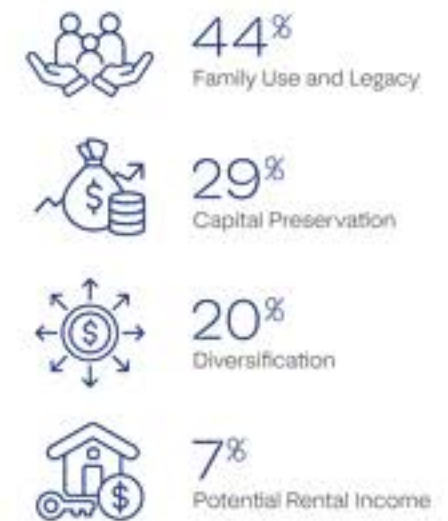 44%
Family Use and Legacy
$
29%
Capital Preservation
$
20%
Diversification
7%
$
Potential Rental Income